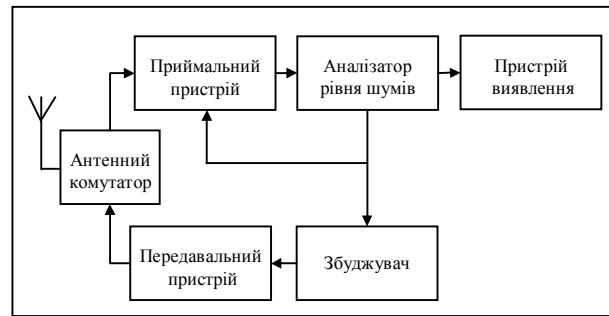 Приймальний
пристрій
Аналізатор
рівня шумів
Пристрій
виявлення
Антенний
комутатор
Передавальний
пристрій
Збуджувач